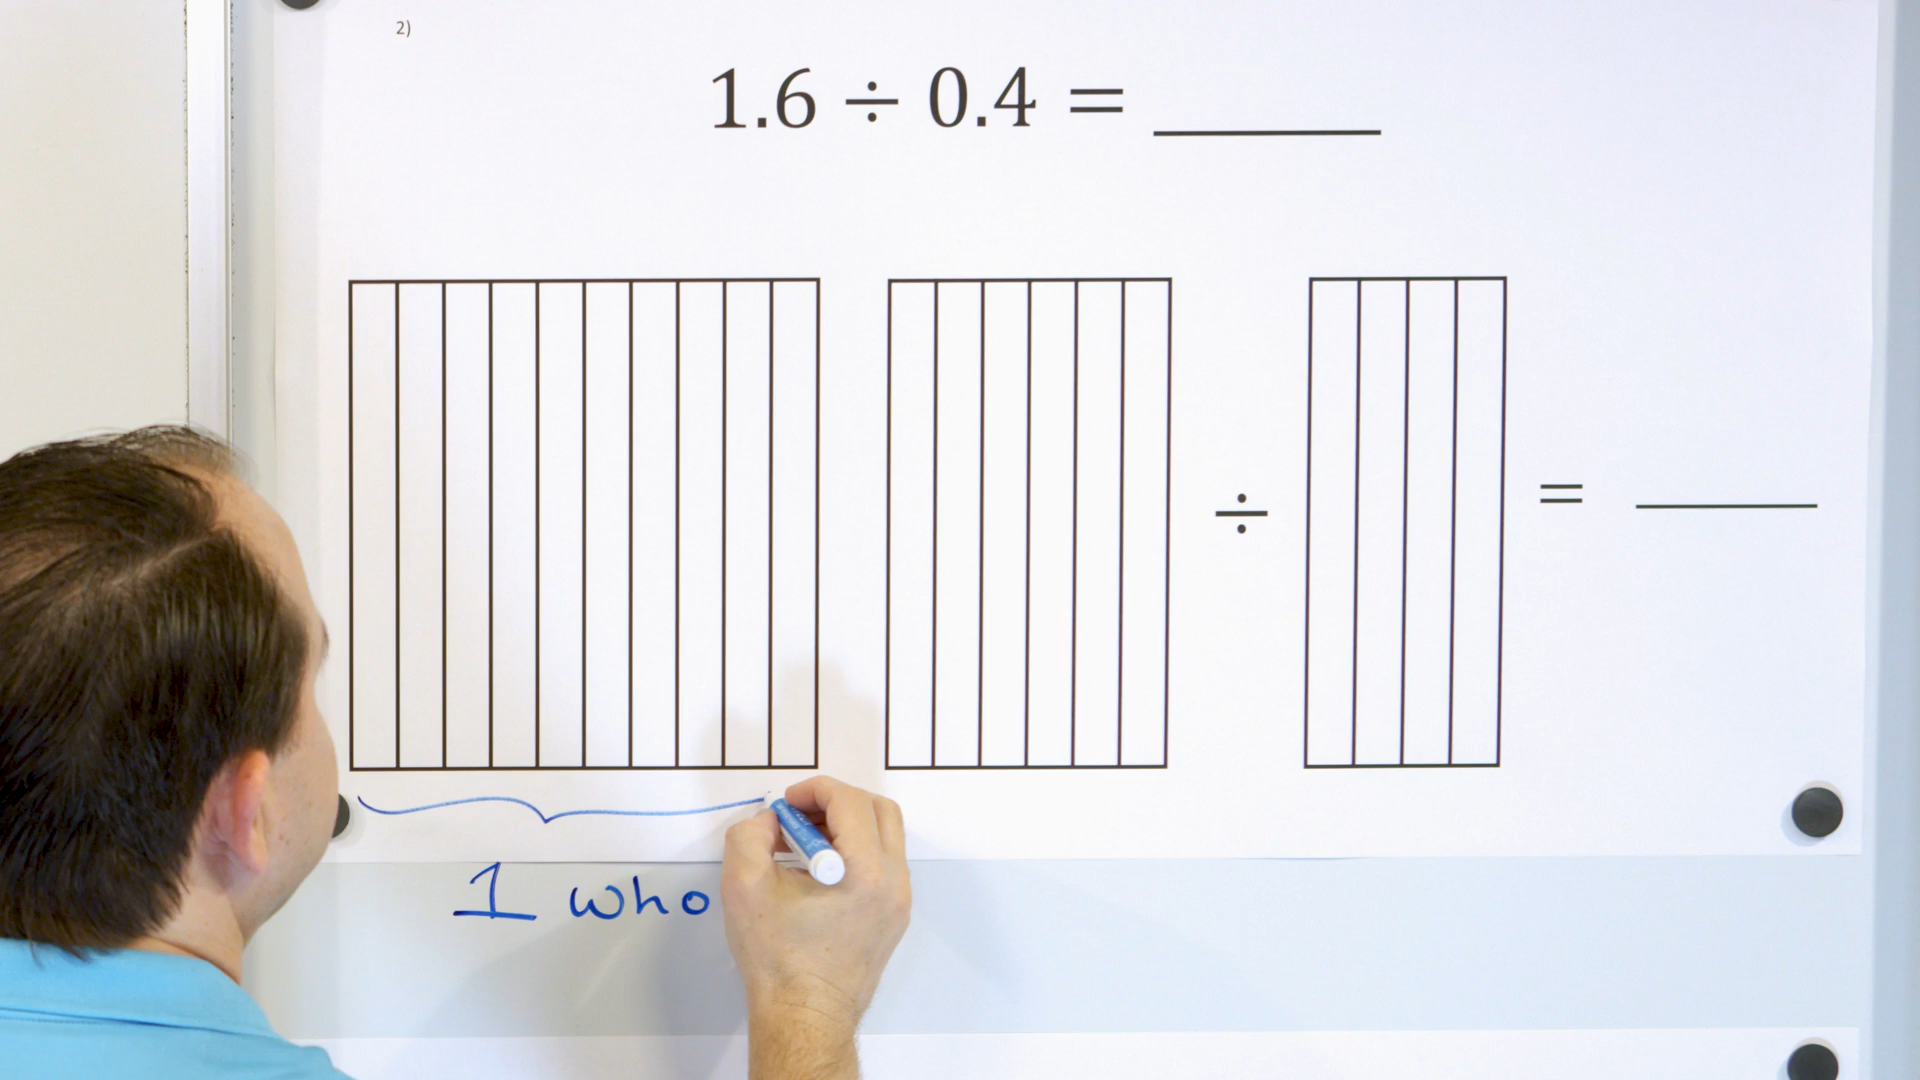 2)
1.6 ÷ 0.4 = ______
÷ = ______
1 who